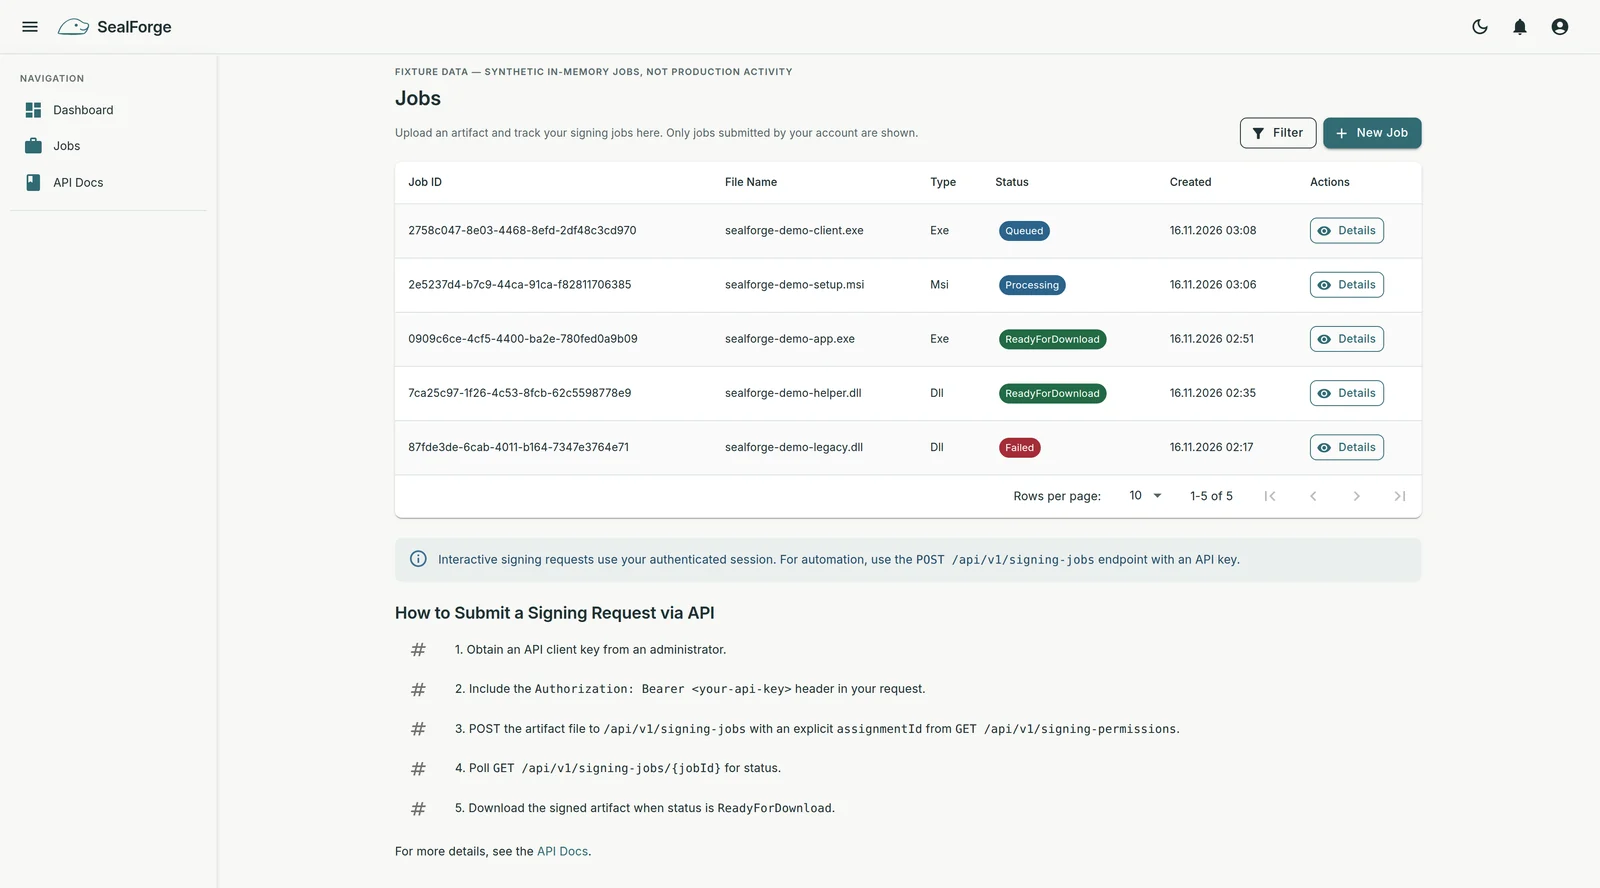 SealForge
NAVIGATION
Dashboard
Jobs
API Docs
FIXTURE DATA — SYNTHETIC IN-MEMORY JOBS, NOT PRODUCTION ACTIVITY
Jobs
Upload an artifact and track your signing jobs here. Only jobs submitted by your account are shown.
Filter
New Job
Job ID File Name Type Status Created Actions
2758c047-8e03-4468-8efd-2df48c3cd970 sealforge-demo-client.exe Exe Queued 16.11.2026 03:08 Details
2e5237d4-b7c9-44ca-91ca-f82811706385 sealforge-demo-setup.msi Msi Processing 16.11.2026 03:06 Details
0909c6ce-4cf5-4400-ba2e-780fed0a9b09 sealforge-demo-app.exe Exe ReadyForDownload 16.11.2026 02:51 Details
7ca25c97-1f26-4c53-8fcb-62c5598778e9 sealforge-demo-helper.dll Dll ReadyForDownload 16.11.2026 02:35 Details
87fde3de-6cab-4011-b164-7347e3764e71 sealforge-demo-legacy.dll Dll Failed 16.11.2026 02:17 Details
Rows per page: 10 1-5 of 5
Interactive signing requests use your authenticated session. For automation, use the POST /api/v1/signing-jobs endpoint with an API key.
How to Submit a Signing Request via API
# 1. Obtain an API client key from an administrator.
# 2. Include the Authorization: Bearer <your-api-key> header in your request.
# 3. POST the artifact file to /api/v1/signing-jobs with an explicit assignmentId from GET /api/v1/signing-permissions.
# 4. Poll GET /api/v1/signing-jobs/{jobId} for status.
# 5. Download the signed artifact when status is ReadyForDownload.
For more details, see the API Docs.